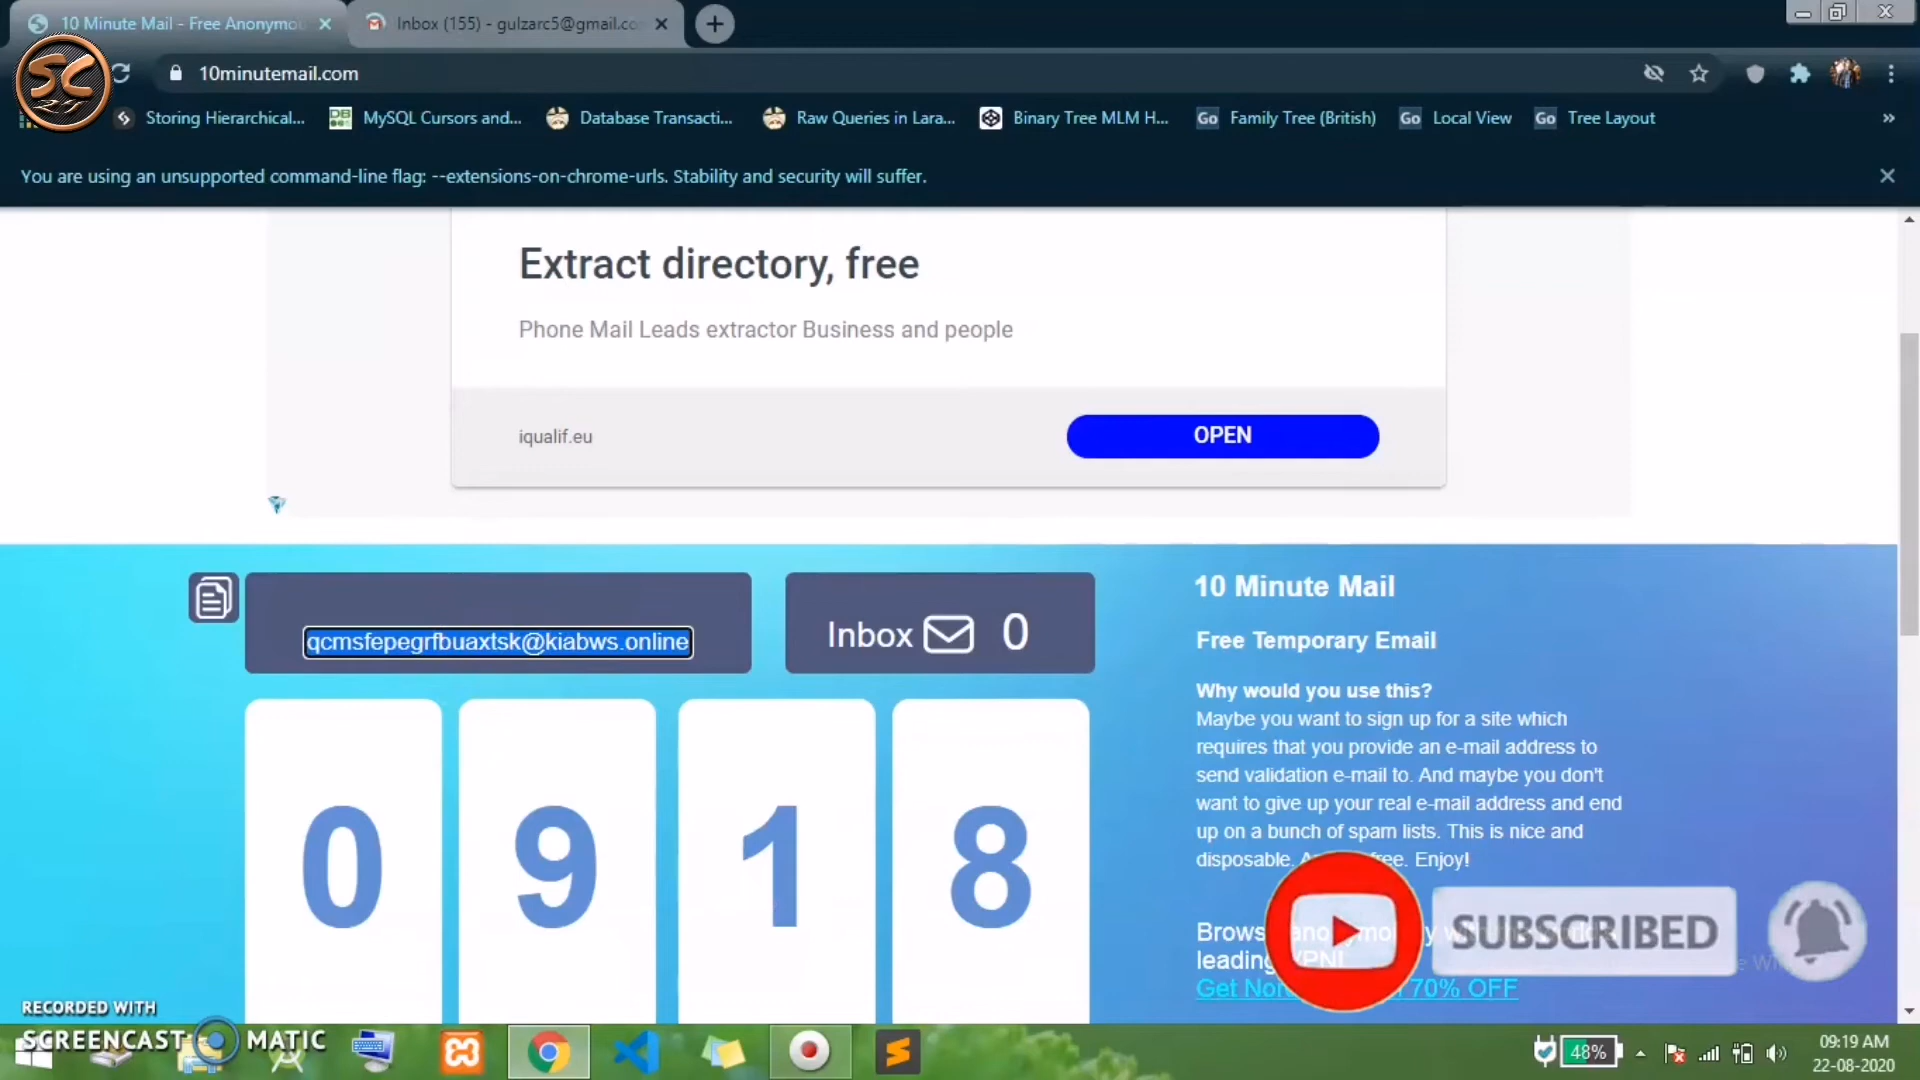 10 Minute Mail - Free Anonymo
Inbox (155) - gulzarc5@gmail.co
SC
10minutemail.com
Storing Hierarchical...
MySQL Cursors and...
Database Transacti...
Raw Queries in Lara...
Binary Tree MLM H...
Go Family Tree (British)
Go Local View
Go Tree Layout
You are using an unsupported command-line flag: --extensions-on-chrome-urls. Stability and security will suffer.
Extract directory, free
Phone Mail Leads extractor Business and people
iqualif.eu
OPEN
qcmsfepegrfbuaxtsk@kiabws.online
Inbox 0
0 9 1 8
10 Minute Mail
Free Temporary Email
Why would you use this?
Maybe you want to sign up for a site which
requires that you provide an e-mail address to
send validation e-mail to. And maybe you don't
want to give up your real e-mail address and end
up on a bunch of spam lists. This is nice and
disposable. free. Enjoy!
leading VPN!
70% OFF
SUBSCRIBED
RECORDED WITH
SCREENCAST MATIC
48%
09:19 AM
22-08-2020